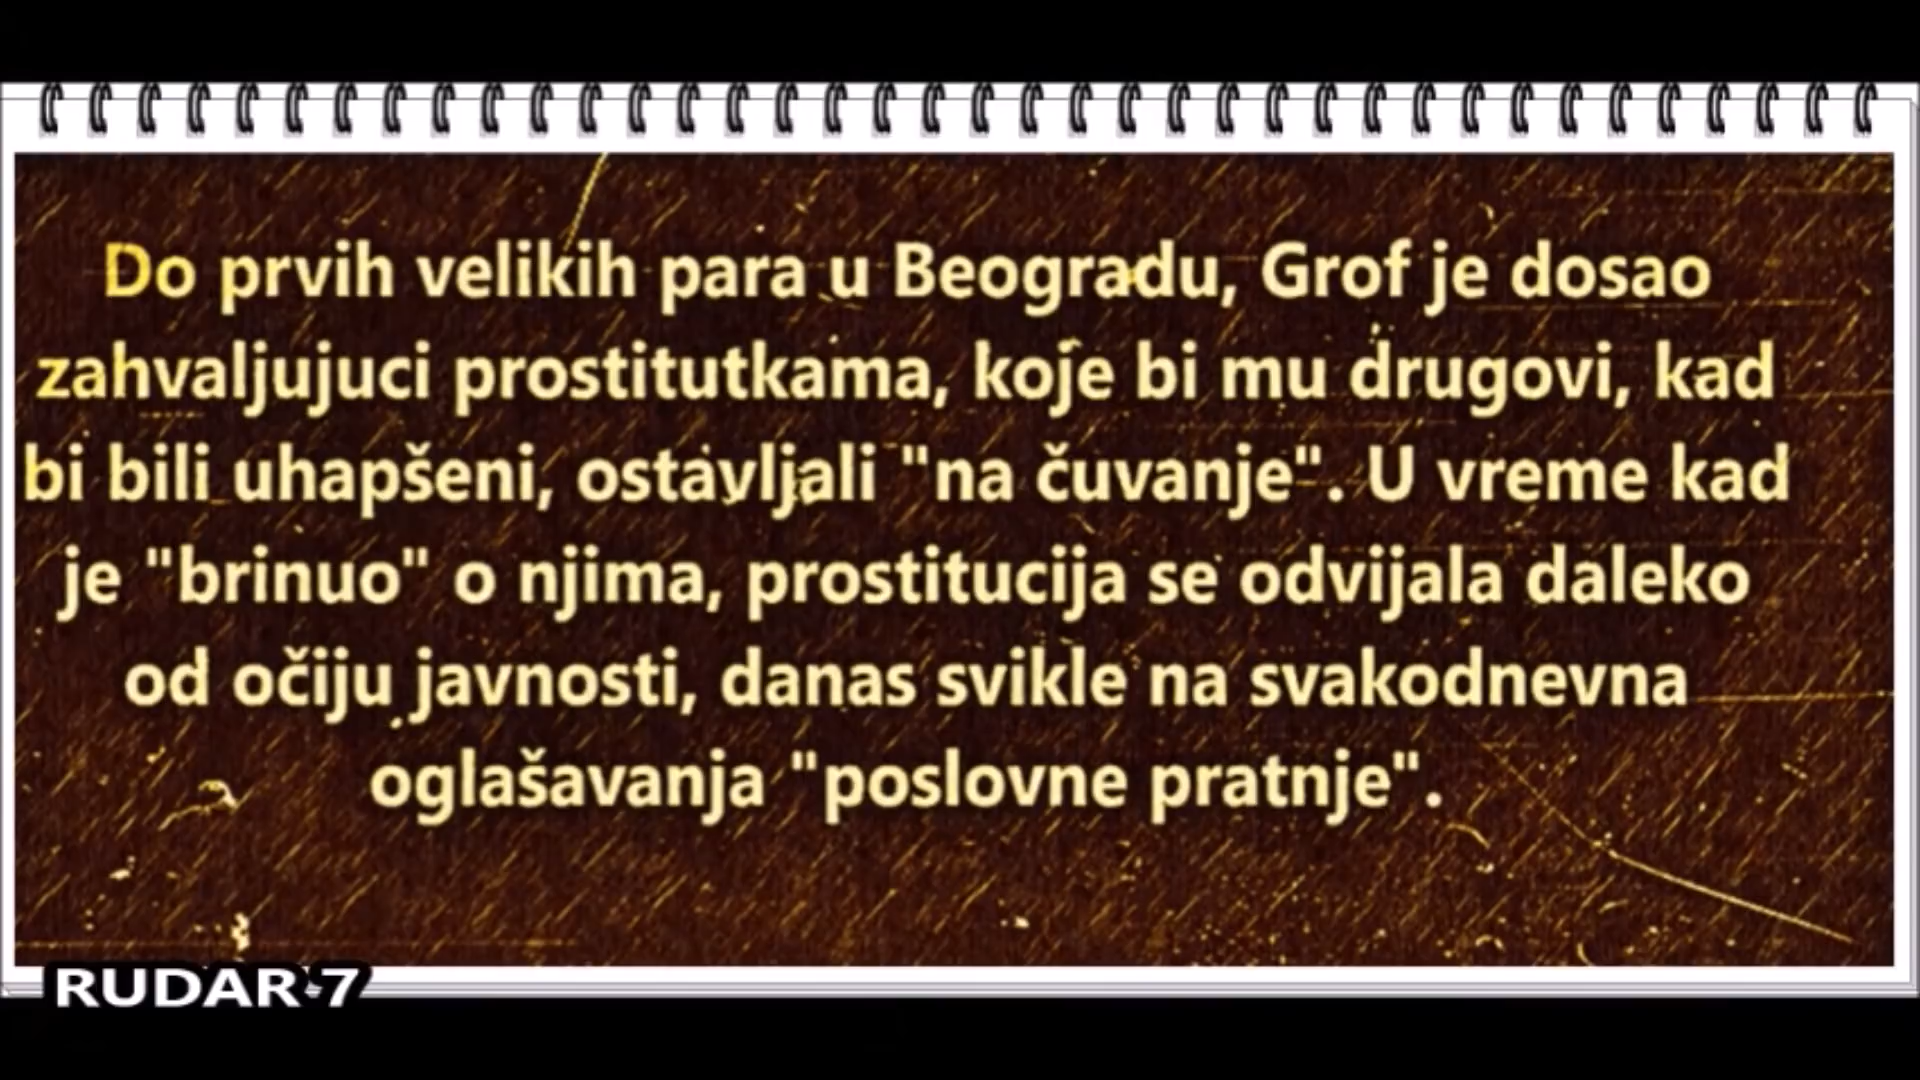 Do prvih velikih para u Beogradu, Grof je dosao
zahvaljujuci prostitutkama, koje bi mu drugovi, kad
bi bili uhapšeni, ostavljali "na čuvanje". U vreme kad
je "brinuo" o njima, prostitucija se odvijala daleko
od očiju javnosti, danas svikle na svakodnevna
oglašavanja "poslovne pratnje".
RUDAR 7